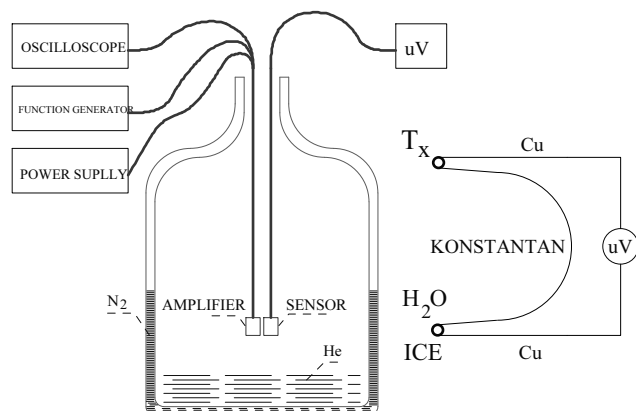 OSCILLOSCOPE
uV
FUNCTION GENERATOR
POWER SUPLLY
Tx
Cu
KONSTANTAN
uV
N2
AMPLIFIER
SENSOR
H2O
He
ICE
Cu